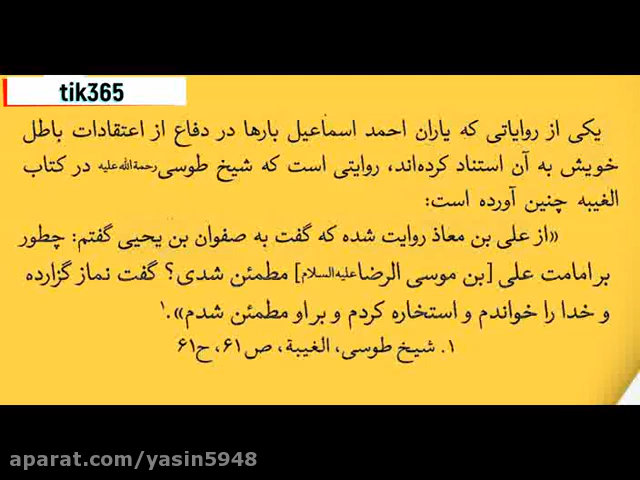 tik365
یکی از روایاتی که یاران احمد اسماعیل بارها در دفاع از اعتقادات باطل
خویش به آن استناد کرده‌اند، روایتی است که شیخ طوسی رحمة الله علیه در کتاب
الغیبه چنین آورده است:
«از علی بن معاذ روایت شده که گفت به صفوان بن یحیی گفتم: چطور
بر امامت علی [بن موسی الرضا علیه السلام] مطمئن شدی؟ گفت نماز گزارده
و خدا را خواندم و استخاره کردم و بر او مطمئن شدم».۱
۱. شیخ طوسی، الغیبة، ص۶۱، ح۶۱
aparat.com/yasin5948